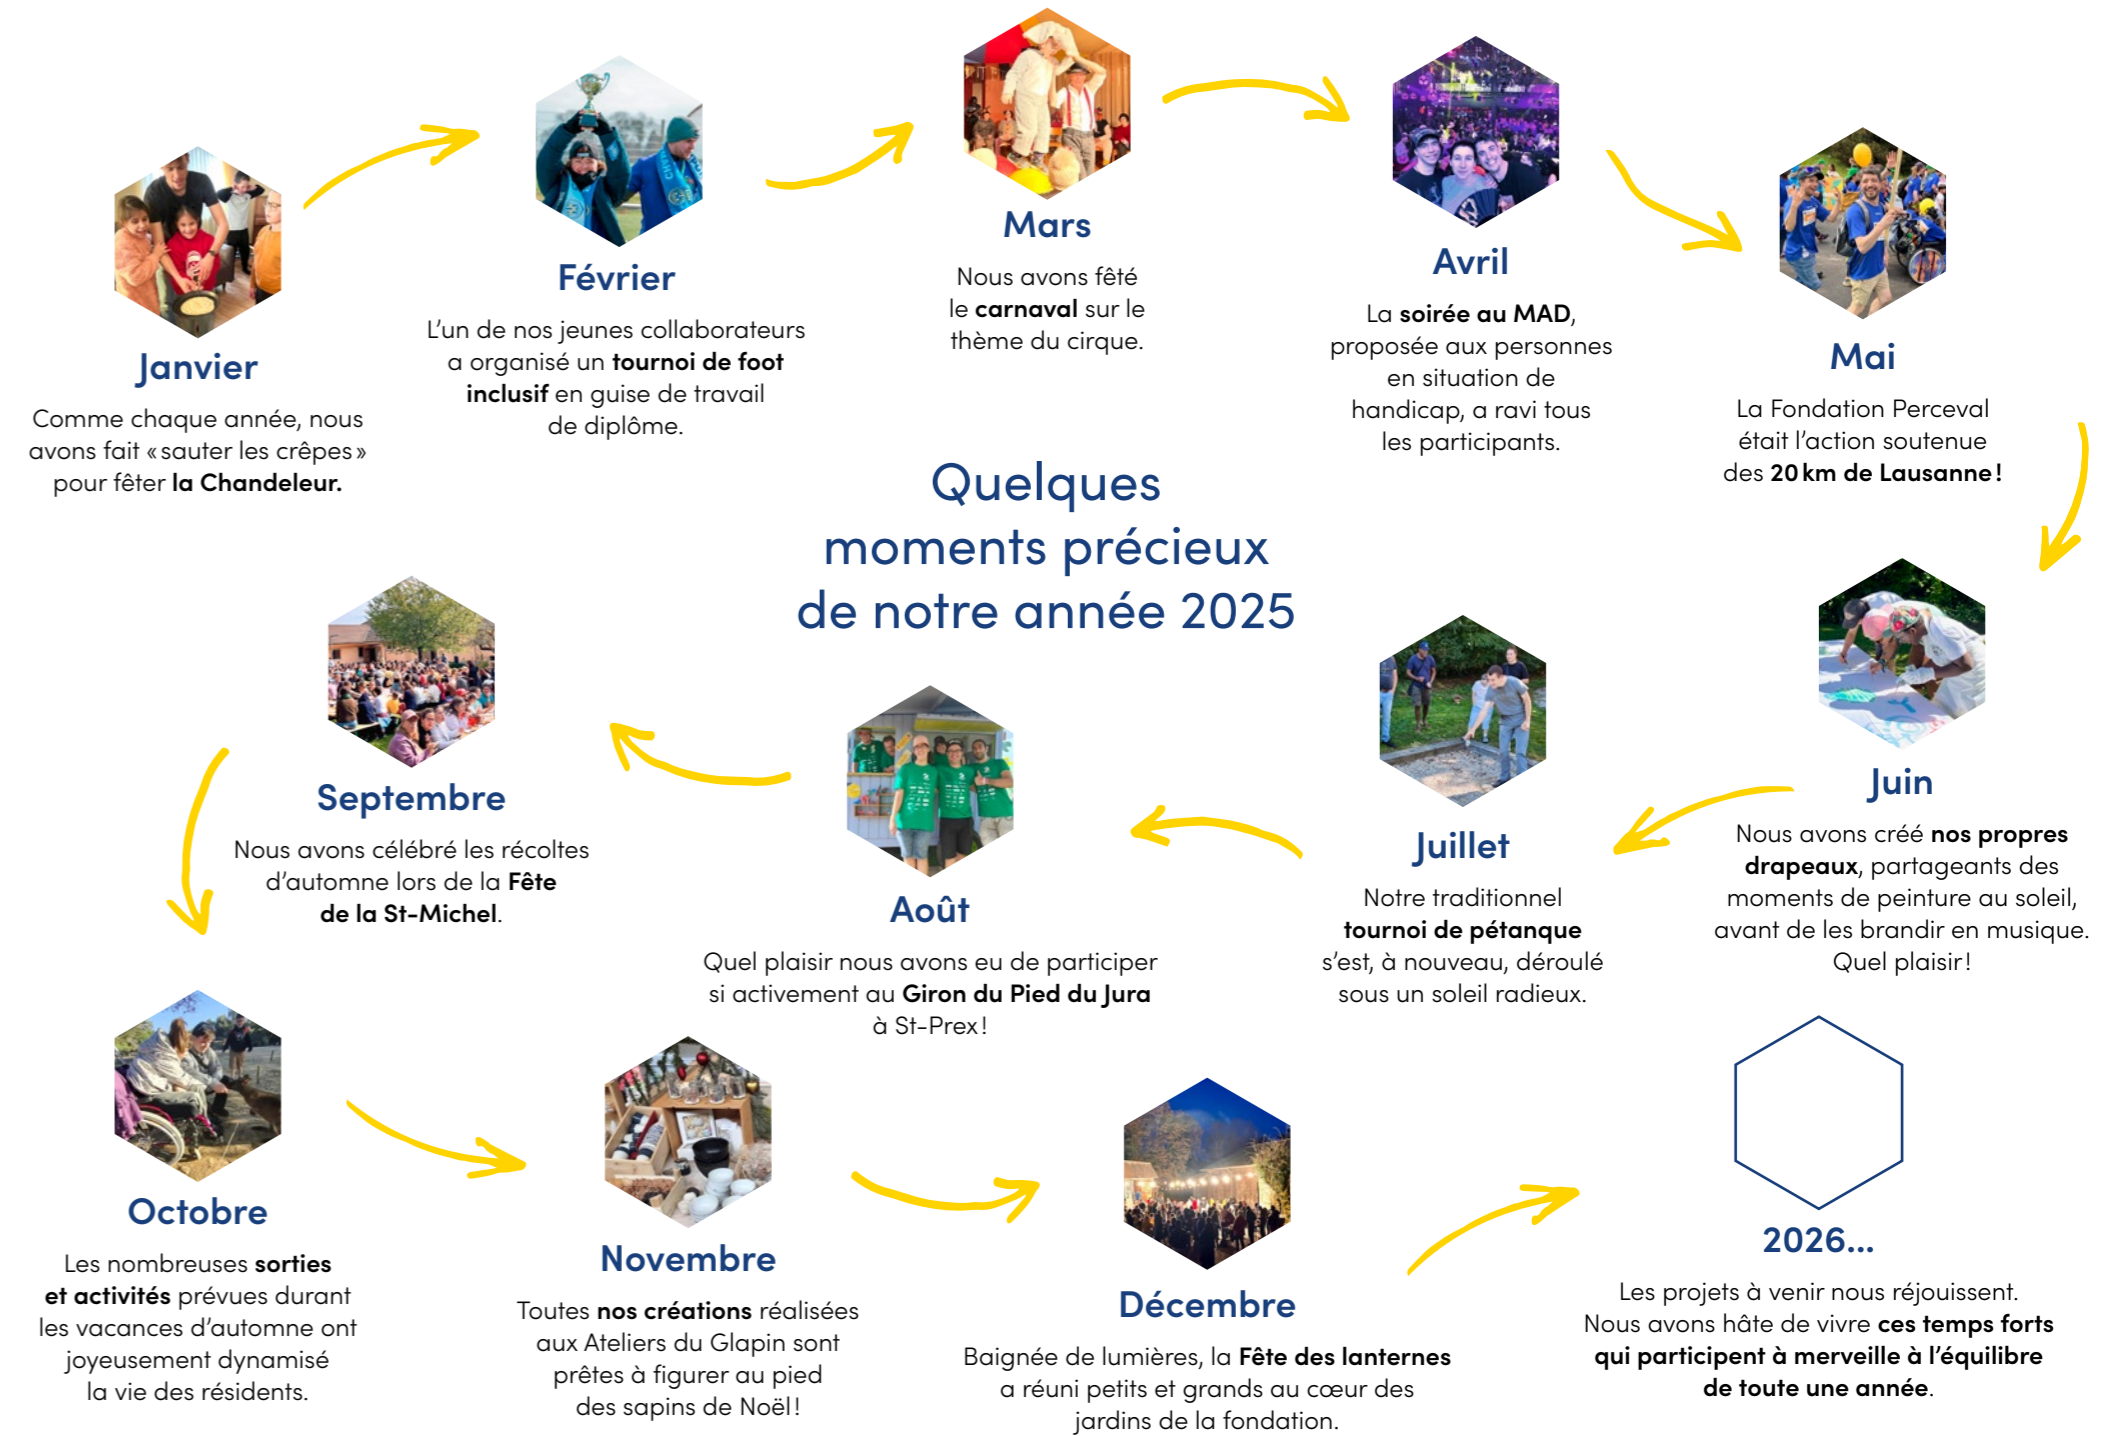 Janvier
Comme chaque année, nous
avons fait « sauter les crêpes »
pour fêter la Chandeleur.
Février
L'un de nos jeunes collaborateurs
a organisé un tournoi de foot
inclusif en guise de travail
de diplôme.
Mars
Nous avons fêté
le carnaval sur le
thème du cirque.
Avril
La soirée au MAD,
proposée aux personnes
en situation de
handicap, a ravi tous
les participants.
Mai
La Fondation Perceval
était l'action soutenue
des 20 km de Lausanne !
Quelques
moments précieux
de notre année 2025
Juin
Nous avons créé nos propres
drapeaux, partageants des
moments de peinture au soleil,
avant de les brandir en musique.
Quel plaisir !
Juillet
Notre traditionnel
tournoi de pétanque
s'est, à nouveau, déroulé
sous un soleil radieux.
Août
Quel plaisir nous avons eu de participer
si activement au Giron du Pied du Jura
à St-Prex !
Septembre
Nous avons célébré les récoltes
d'automne lors de la Fête
de la St-Michel.
Octobre
Les nombreuses sorties
et activités prévues durant
les vacances d'automne ont
joyeusement dynamisé
la vie des résidents.
Novembre
Toutes nos créations réalisées
aux Ateliers du Glapin sont
prêtes à figurer au pied
des sapins de Noël !
Décembre
Baignée de lumières, la Fête des lanternes
a réuni petits et grands au cœur des
jardins de la fondation.
2026...
Les projets à venir nous réjouissent.
Nous avons hâte de vivre ces temps forts
qui participent à merveille à l'équilibre
de toute une année.